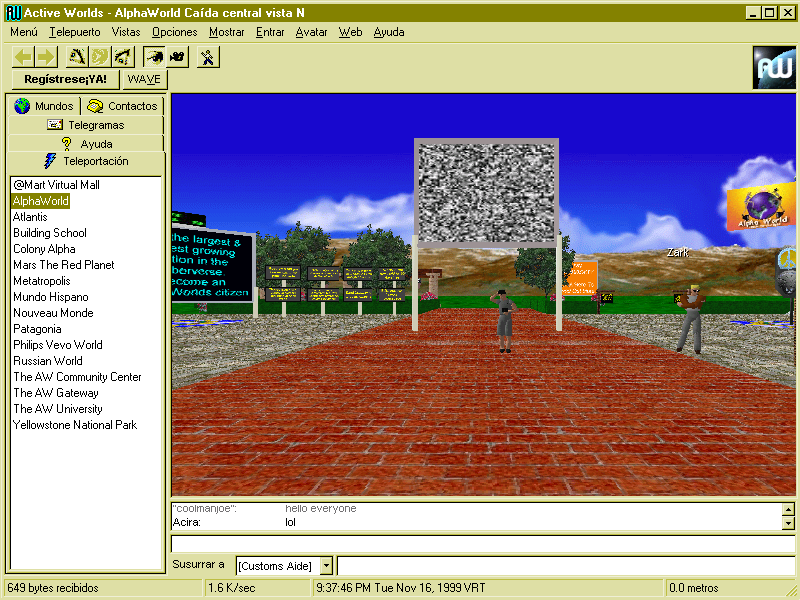 Active Worlds - AlphaWorld Caída central vista N
Menú Telepuerto Vistas Opciones Mostrar Entrar Avatar Web Ayuda
Regístrese¡YA! WAVE
AW
Mundos Contactos
Telegramas
Ayuda
Teleportación
@Mart Virtual Mall
AlphaWorld
Atlantis
Building School
Colony Alpha
Mars The Red Planet
Metatropolis
Mundo Hispano
Nouveau Monde
Patagonia
Philips Vevo World
Russian World
The AW Community Center
The AW Gateway
The AW University
Yellowstone National Park
the largest &
est growing
tion in the
berverse
ecome an
Worlds citizen
Zark
Alpha World
"coolmanjoe": hello everyone
Acira: lol
Susurrar a [Customs Aide]
649 bytes recibidos 1.6 K/sec 9:37:46 PM Tue Nov 16, 1999 VRT 0.0 metros